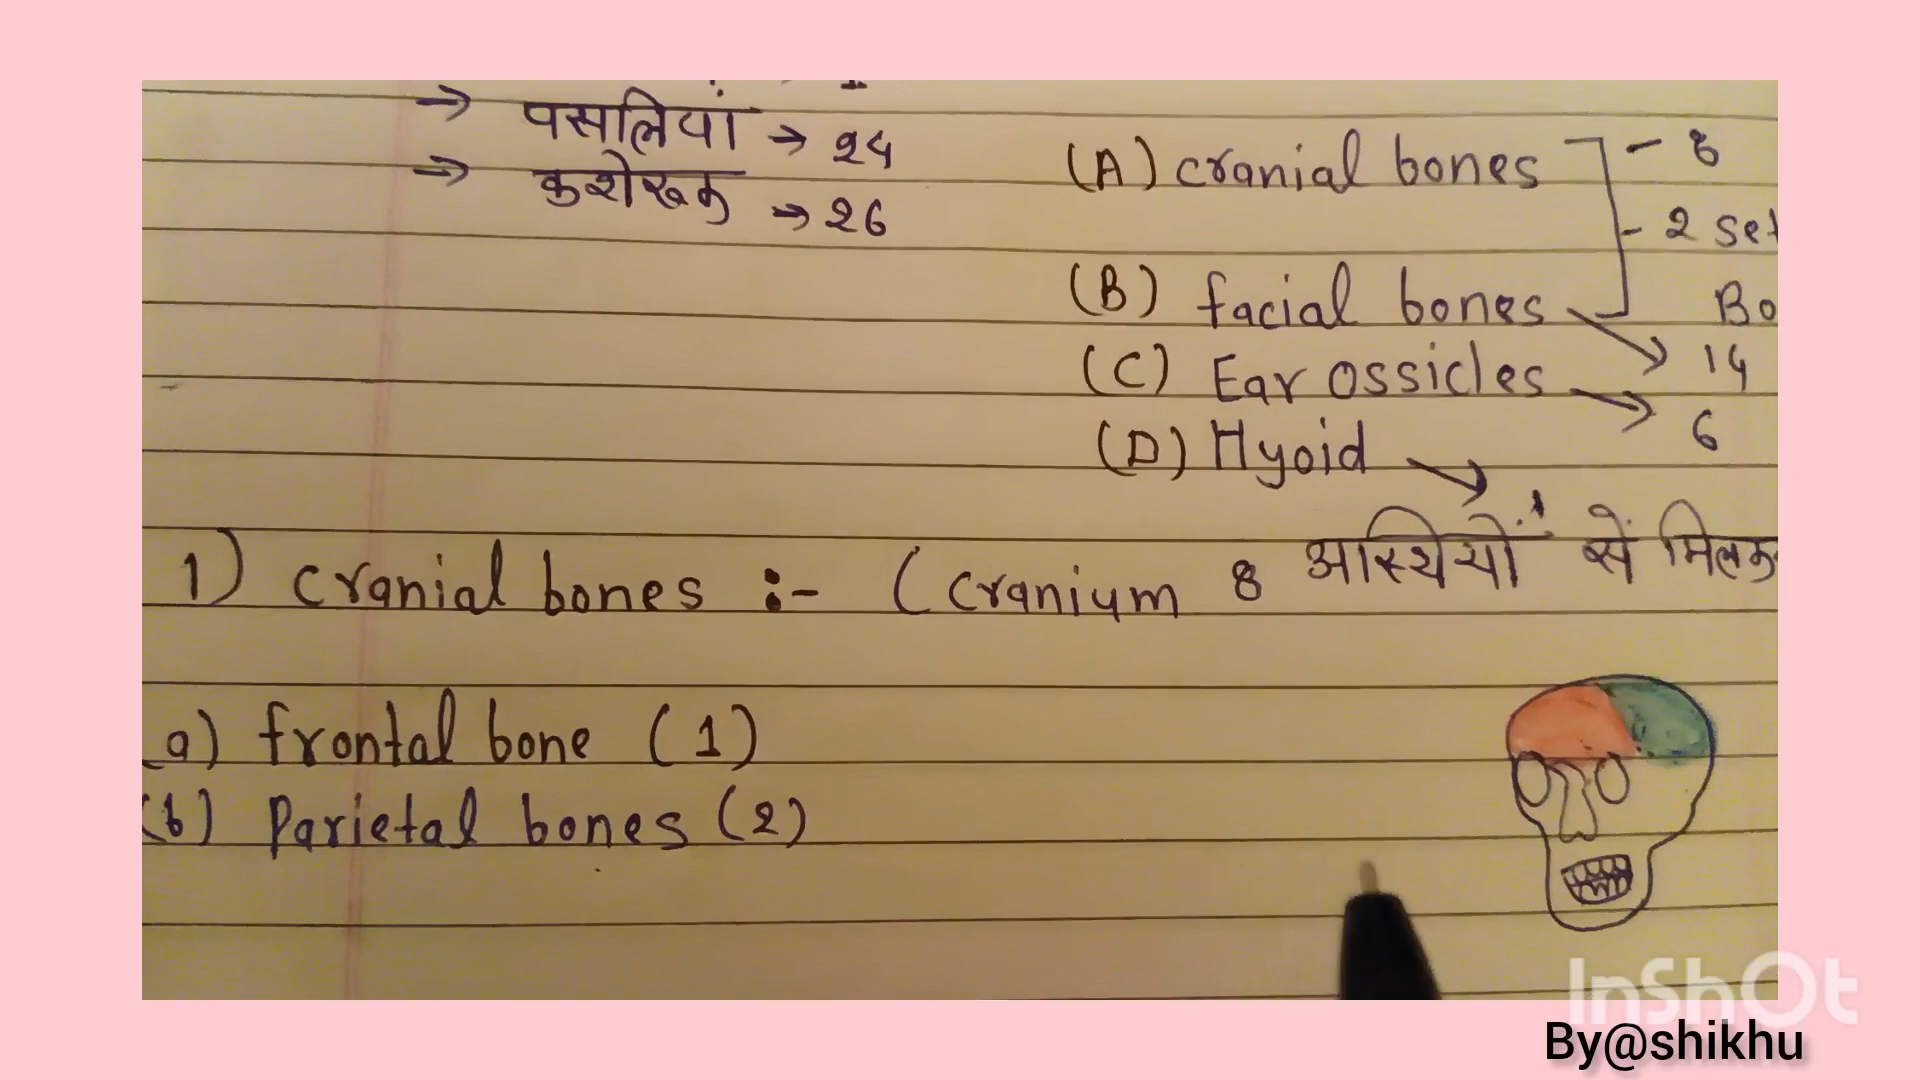 → पसलियां → 24
→ कशेरूक → 26
(A) cranial bones - 8
- 2 set
(B) facial bones Bo
→ 14
(C) Ear ossicles → 6
(D) Hyoid → 1
1) cranial bones :- ( cranium 8 अस्थियों से मिलक
a) frontal bone (1)
(b) Parietal bones (2)
InShOt
By@shikhu